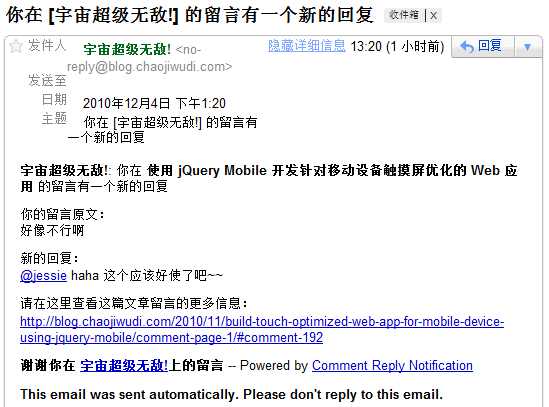 你在 [宇宙超级无敌!] 的留言有一个新的回复 收件箱 X
发件人 宇宙超级无敌! <no-reply@blog.chaojiwudi.com> 隐藏详细信息 13:20 (1 小时前) 回复
发送至
日期 2010年12月4日 下午1:20
主题 你在 [宇宙超级无敌!] 的留言有
一个新的回复
宇宙超级无敌!: 你在 使用 jQuery Mobile 开发针对移动设备触摸屏优化的 Web 应
用 的留言有一个新的回复
你的留言原文:
好像不行啊
新的回复:
@jessie haha 这个应该好使了吧~~
请在这里查看这篇文章留言的更多信息:
http://blog.chaojiwudi.com/2010/11/build-touch-optimized-web-app-for-mobile-device-
using-jquery-mobile/comment-page-1/#comment-192
谢谢你在 宇宙超级无敌!上的留言 -- Powered by Comment Reply Notification
This email was sent automatically. Please don't reply to this email.